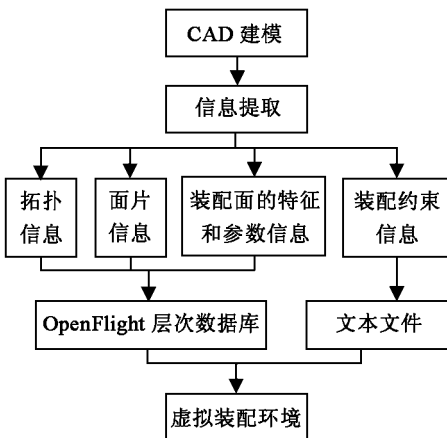 CAD 建模
信息提取
拓扑
信息
面片
信息
装配面的特征
和参数信息
装配约束
信息
OpenFlight 层次数据库
文本文件
虚拟装配环境